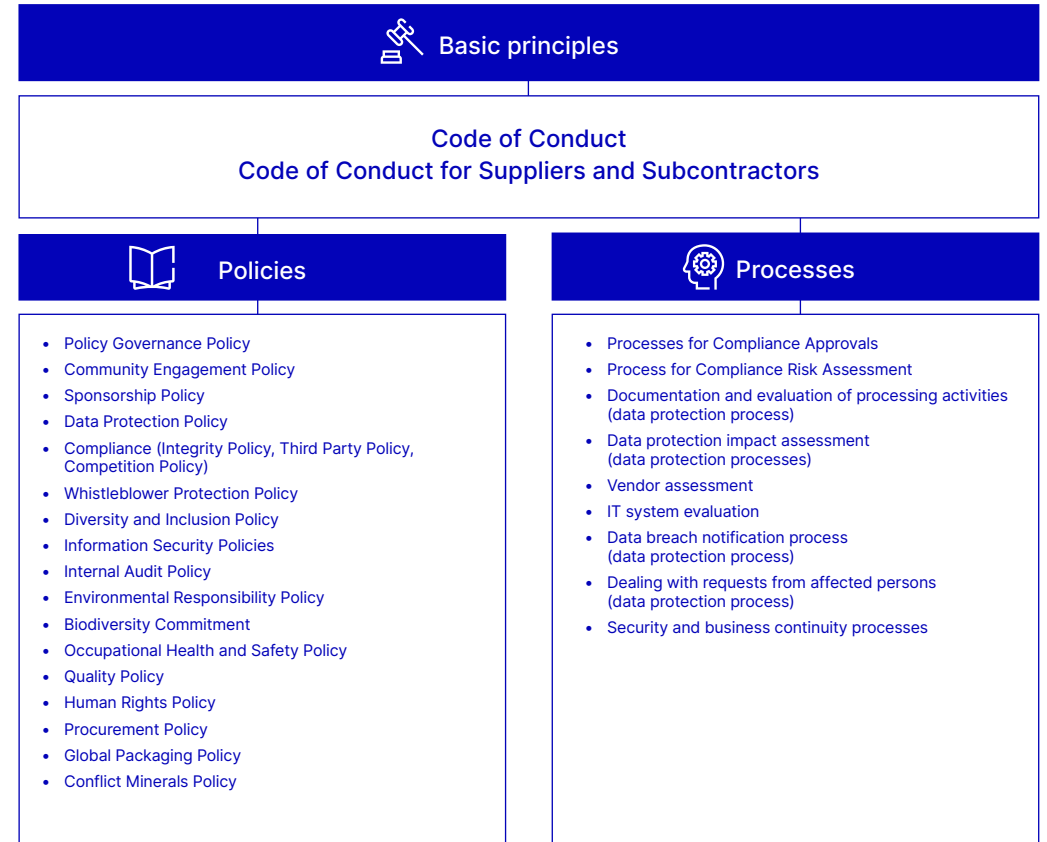 Basic principles
Code of Conduct
Code of Conduct for Suppliers and Subcontractors
Policies
• Policy Governance Policy
• Community Engagement Policy
• Sponsorship Policy
• Data Protection Policy
• Compliance (Integrity Policy, Third Party Policy,
Competition Policy)
• Whistleblower Protection Policy
• Diversity and Inclusion Policy
• Information Security Policies
• Internal Audit Policy
• Environmental Responsibility Policy
• Biodiversity Commitment
• Occupational Health and Safety Policy
• Quality Policy
• Human Rights Policy
• Procurement Policy
• Global Packaging Policy
• Conflict Minerals Policy
Processes
• Processes for Compliance Approvals
• Process for Compliance Risk Assessment
• Documentation and evaluation of processing activities
(data protection process)
• Data protection impact assessment
(data protection processes)
• Vendor assessment
• IT system evaluation
• Data breach notification process
(data protection process)
• Dealing with requests from affected persons
(data protection process)
• Security and business continuity processes